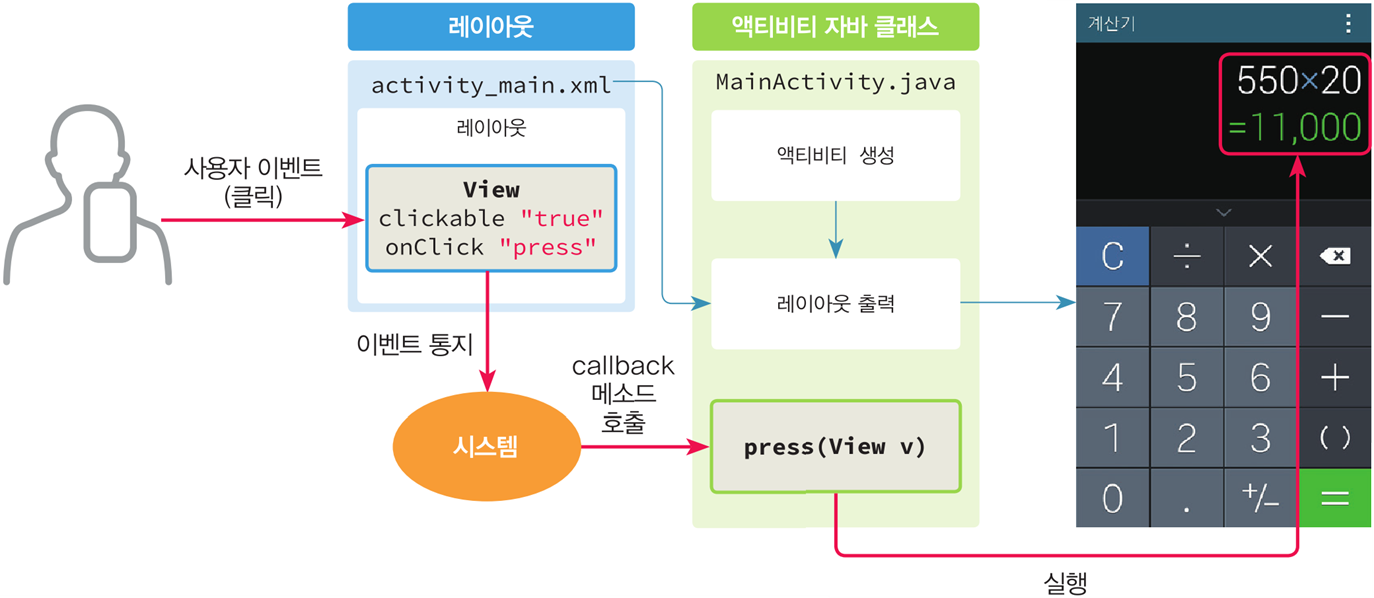 레이아웃
activity_main.xml
레이아웃
View
clickable "true"
onClick "press"
사용자 이벤트
(클릭)
이벤트 통지
시스템
callback
메소드
호출
액티비티 자바 클래스
MainActivity.java
액티비티 생성
레이아웃 출력
press(View v)
실행
계산기
550×20
=11,000
C ÷ ×
7 8 9 −
4 5 6 +
1 2 3 ( )
0 . +/− =